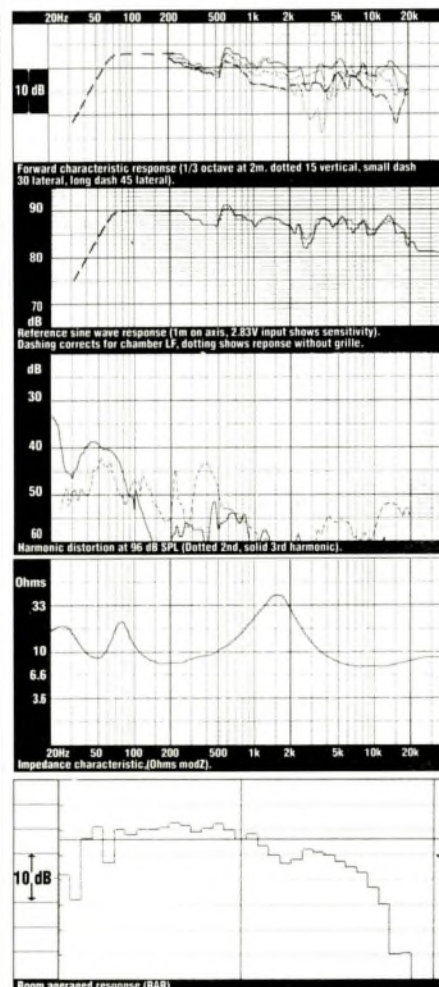 20Hz 50 100 200 500 1k 2k 5k 10k 20k
10 dB
Forward characteristic response (1/3 octave at 2m. dotted 15 vertical, small dash
30 lateral, long dash 45 lateral).
90
80
70
dB
Reference sine wave response (1m on axis, 2.83V input shows sensitivity).
Dashing corrects for chamber LF, dotting shows reponse without grille.
dB
30
40
50
60
Harmonic distortion at 96 dB SPL (Dotted 2nd, solid 3rd harmonic).
Ohms
33
10
6.6
3.6
20Hz 50 100 200 500 1k 2k 5k 10k 20k
Impedance characteristic,(Ohms modZ).
10 dB
Room averaged response (RAR)